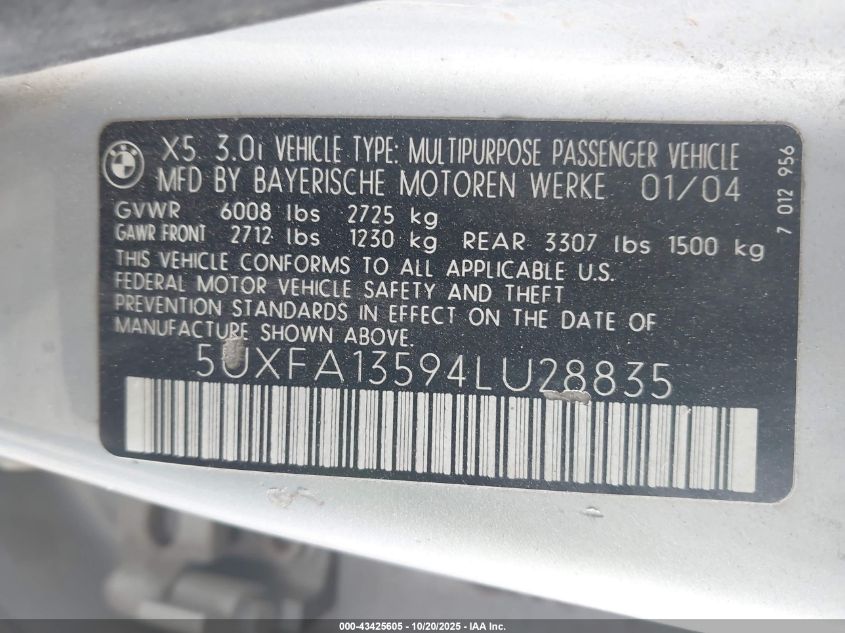 BMW
X5 3.0i VEHICLE TYPE: MULTIPURPOSE PASSENGER VEHICLE
MFD BY BAYERISCHE MOTOREN WERKE 01/04
GVWR 6008 lbs 2725 kg
GAWR FRONT 2712 lbs 1230 kg REAR 3307 lbs 1500 kg
THIS VEHICLE CONFORMS TO ALL APPLICABLE U.S.
FEDERAL MOTOR VEHICLE SAFETY AND THEFT
PREVENTION STANDARDS IN EFFECT ON THE DATE OF
MANUFACTURE SHOWN ABOVE.
5UXFA13594LU28835
7 012 956
000-43425605 - 10/20/2025 - IAA Inc.